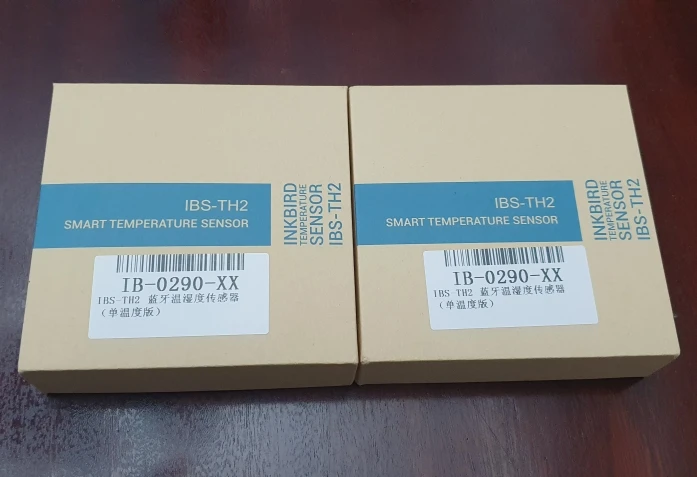 IBS-TH2
SMART TEMPERATURE SENSOR
INKBIRD
TEMPERATURE
SENSOR
IBS-TH2
IB-0290-XX
IBS-TH2 蓝牙温湿度传感器
（单温度版）
IBS-TH2
SMART TEMPERATURE SENSOR
INKBIRD
TEMPERATURE
SENSOR
IBS-TH2
IB-0290-XX
IBS-TH2 蓝牙温湿度传感器
（单温度版）